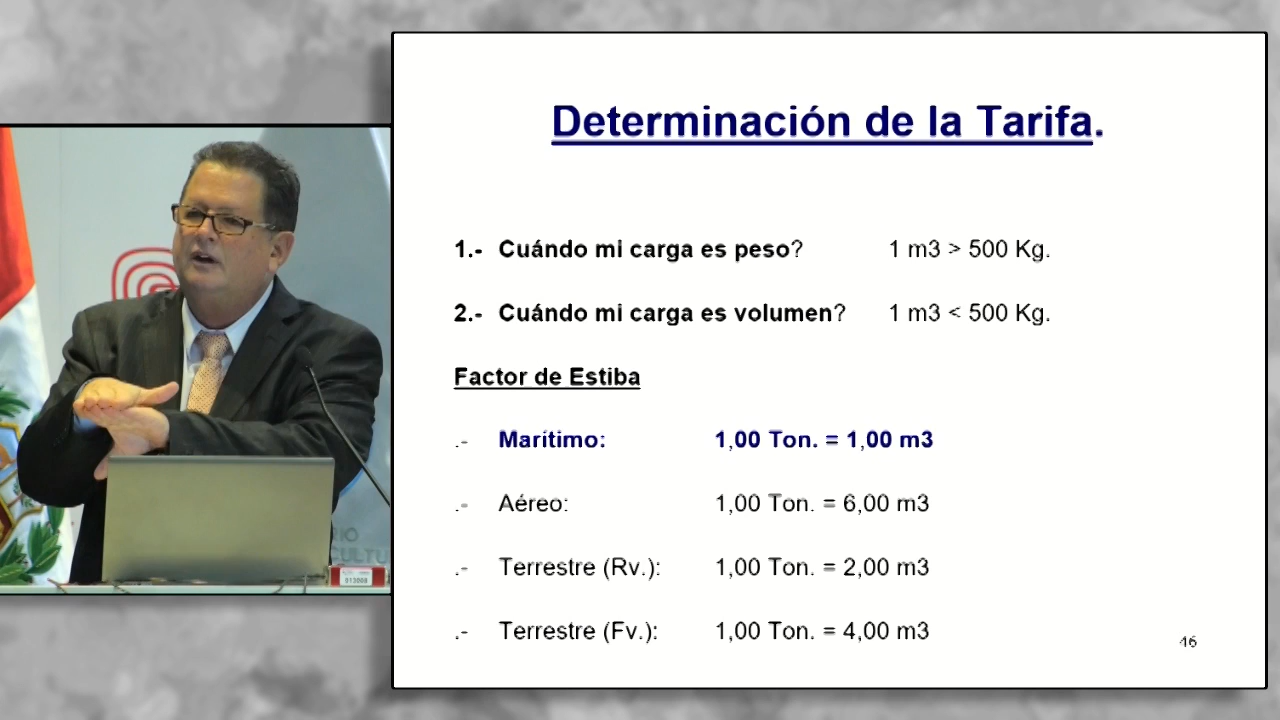 Determinación de la Tarifa.
1.- Cuándo mi carga es peso? 1 m3 > 500 Kg.
2.- Cuándo mi carga es volumen? 1 m3 < 500 Kg.
Factor de Estiba
.- Marítimo: 1,00 Ton. = 1,00 m3
.- Aéreo: 1,00 Ton. = 6,00 m3
.- Terrestre (Rv.): 1,00 Ton. = 2,00 m3
.- Terrestre (Fv.): 1,00 Ton. = 4,00 m3
46